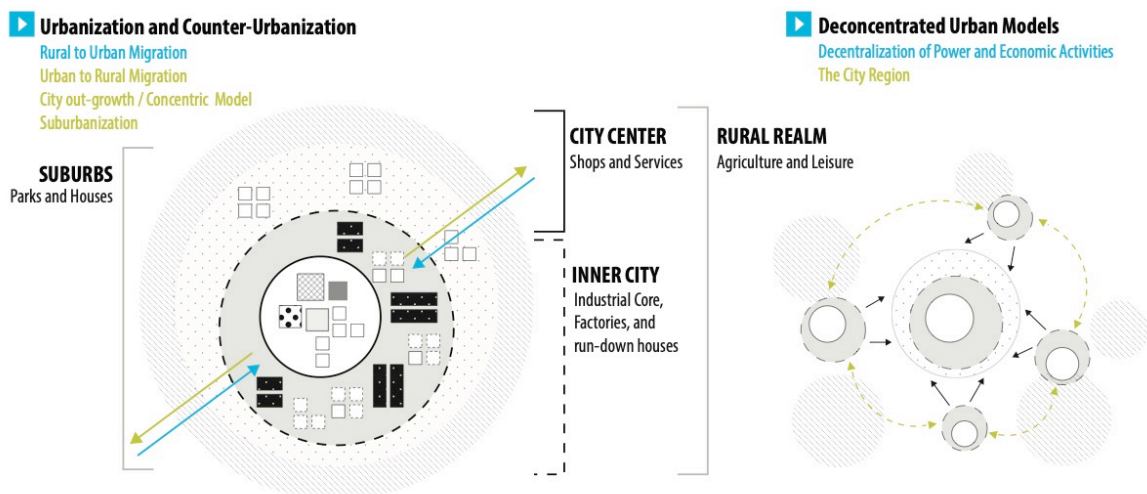 Urbanization and Counter-Urbanization
Rural to Urban Migration
Urban to Rural Migration
City out-growth / Concentric Model
Suburbanization
SUBURBS
Parks and Houses
CITY CENTER
Shops and Services
INNER CITY
Industrial Core,
Factories, and
run-down houses
RURAL REALM
Agriculture and Leisure
Deconcentrated Urban Models
Decentralization of Power and Economic Activities
The City Region